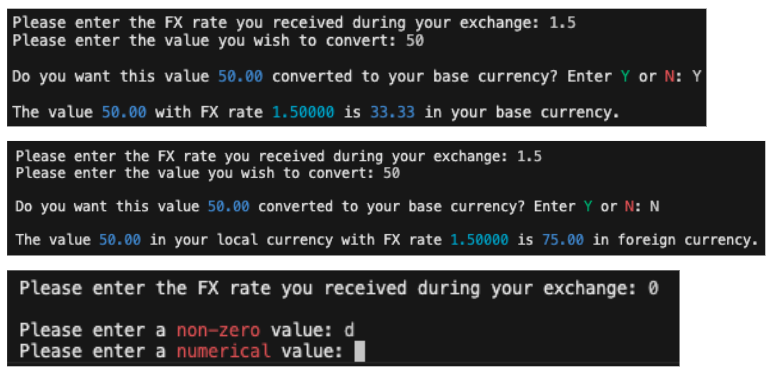 Please enter the FX rate you received during your exchange: 1.5
Please enter the value you wish to convert: 50
Do you want this value 50.00 converted to your base currency? Enter Y or N: Y
The value 50.00 with FX rate 1.50000 is 33.33 in your base currency.
Please enter the FX rate you received during your exchange: 1.5
Please enter the value you wish to convert: 50
Do you want this value 50.00 converted to your base currency? Enter Y or N: N
The value 50.00 in your local currency with FX rate 1.50000 is 75.00 in foreign currency.
Please enter the FX rate you received during your exchange: 0
Please enter a non-zero value: d
Please enter a numerical value: